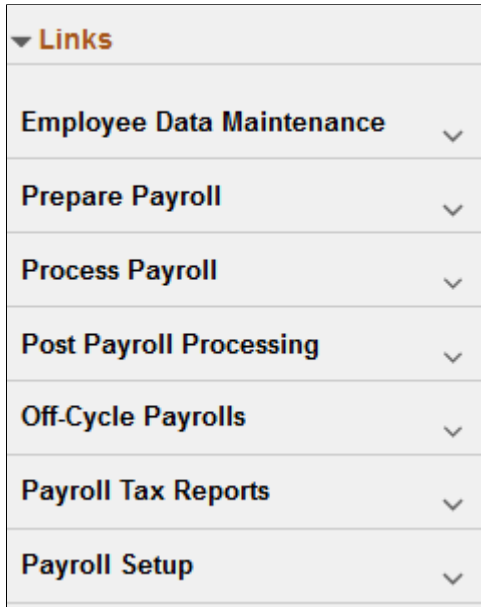 Links
Employee Data Maintenance
Prepare Payroll
Process Payroll
Post Payroll Processing
Off-Cycle Payrolls
Payroll Tax Reports
Payroll Setup